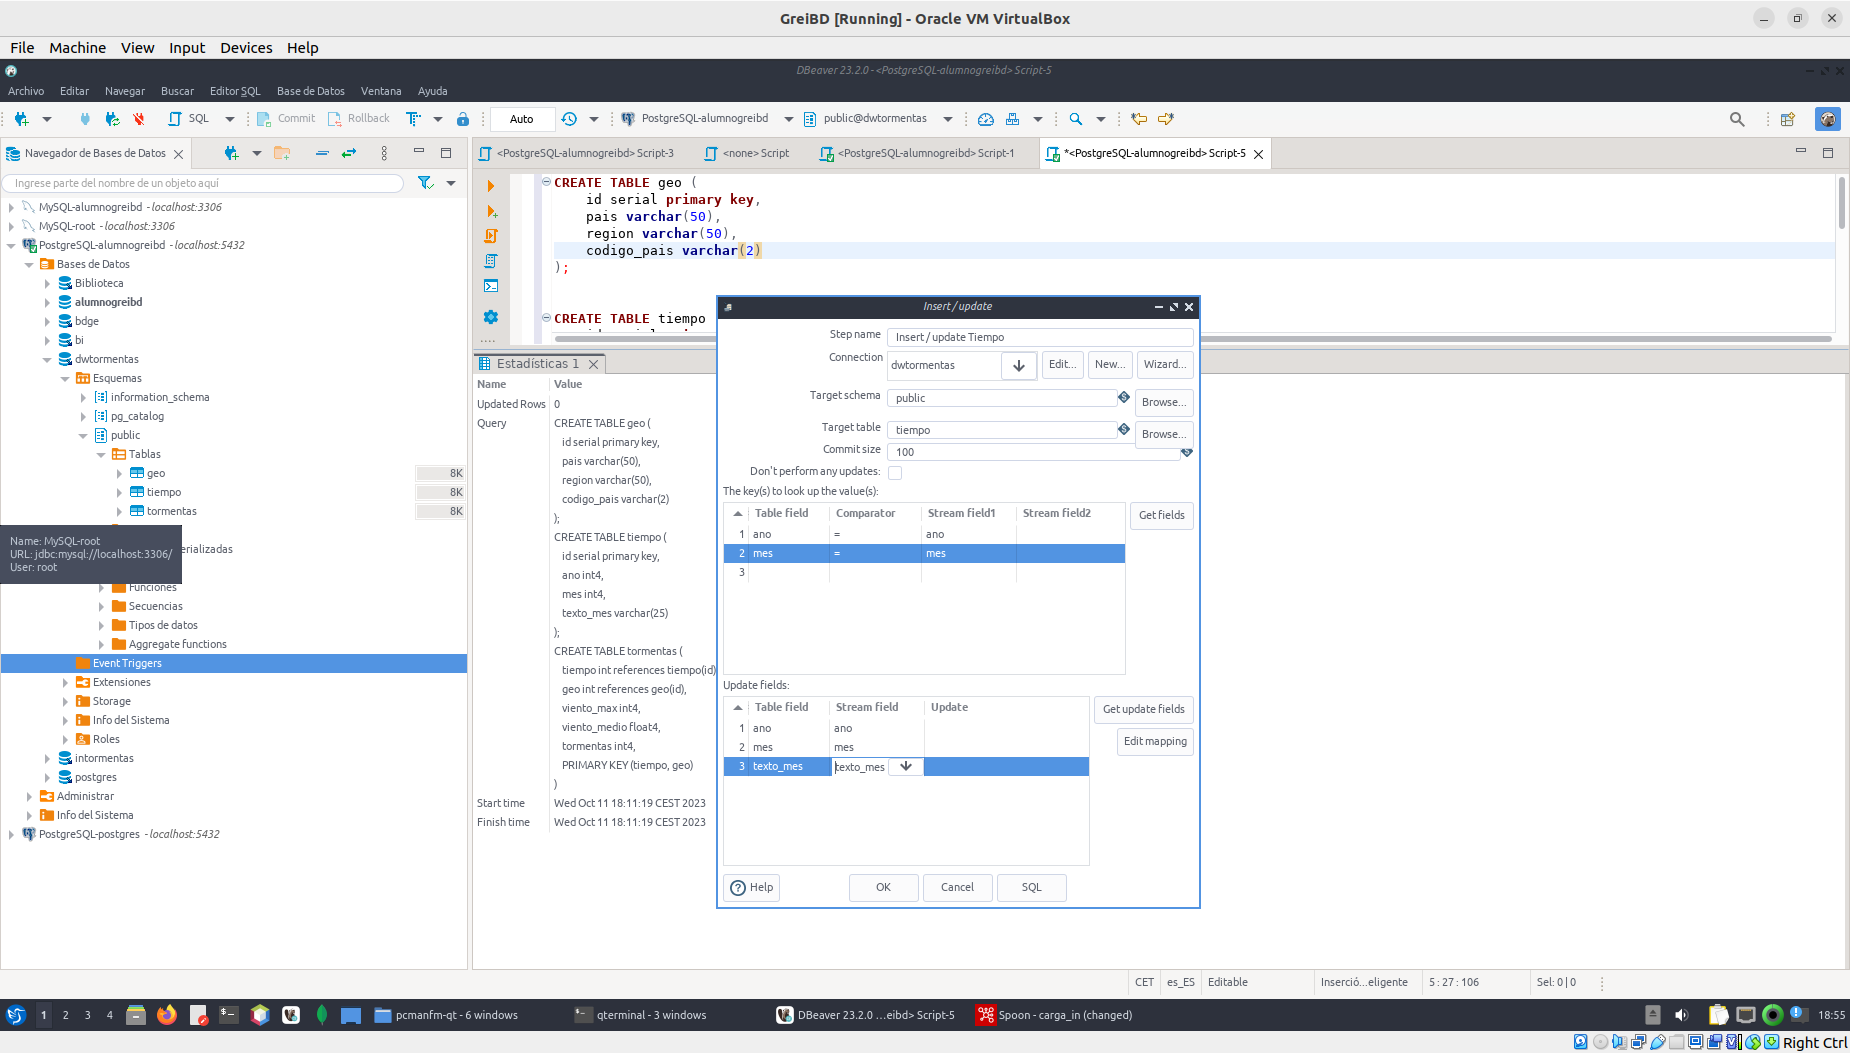 GreiBD [Running] - Oracle VM VirtualBox
File Machine View Input Devices Help
DBeaver 23.2.0 - <PostgreSQL-alumnogreibd> Script-5
Archivo Editar Navegar Buscar Editor SQL Base de Datos Ventana Ayuda
SQL Commit Rollback Auto PostgreSQL-alumnogreibd public@dwtormentas
Navegador de Bases de Datos
<PostgreSQL-alumnogreibd> Script-3 <none> Script <PostgreSQL-alumnogreibd> Script-1 *<PostgreSQL-alumnogreibd> Script-5
Ingrese parte del nombre de un objeto aquí
MySQL-alumnogreibd - localhost:3306
MySQL-root - localhost:3306
PostgreSQL-alumnogreibd - localhost:5432
Bases de Datos
Biblioteca
alumnogreibd
bdge
bi
dwtormentas
Esquemas
information_schema
pg_catalog
public
Tablas
geo 8K
tiempo 8K
tormentas 8K
Name: MySQL-root
URL: jdbc:mysql://localhost:3306/
User: root
erializadas
Funciones
Secuencias
Tipos de datos
Aggregate functions
Event Triggers
Extensiones
Storage
Info del Sistema
Roles
intormentas
postgres
Administrar
Info del Sistema
PostgreSQL-postgres - localhost:5432
CREATE TABLE geo (
id serial primary key,
pais varchar(50),
region varchar(50),
codigo_pais varchar(2)
);
CREATE TABLE tiempo
Estadísticas 1
Name Value
Updated Rows 0
Query CREATE TABLE geo (
id serial primary key,
pais varchar(50),
region varchar(50),
codigo_pais varchar(2)
);
CREATE TABLE tiempo (
id serial primary key,
ano int4,
mes int4,
texto_mes varchar(25)
);
CREATE TABLE tormentas (
tiempo int references tiempo(id)
geo int references geo(id),
viento_max int4,
viento_medio float4,
tormentas int4,
PRIMARY KEY (tiempo, geo)
)
Start time Wed Oct 11 18:11:19 CEST 2023
Finish time Wed Oct 11 18:11:19 CEST 2023
Insert / update
Step name Insert / update Tiempo
Connection dwtormentas Edit... New... Wizard...
Target schema public Browse...
Target table tiempo Browse...
Commit size 100
Don't perform any updates:
The key(s) to look up the value(s):
Table field Comparator Stream field1 Stream field2 Get fields
1 ano = ano
2 mes = mes
3
Update fields:
Table field Stream field Update Get update fields
1 ano ano
2 mes mes Edit mapping
3 texto_mes texto_mes
Help OK Cancel SQL
CET es_ES Editable Inserció...eligente 5 : 27 : 106 Sel: 0 | 0
1 2 3 4 pcmanfm-qt - 6 windows qterminal - 3 windows DBeaver 23.2.0 ...eibd> Script-5 Spoon - carga_in (changed) 18:55
Right Ctrl